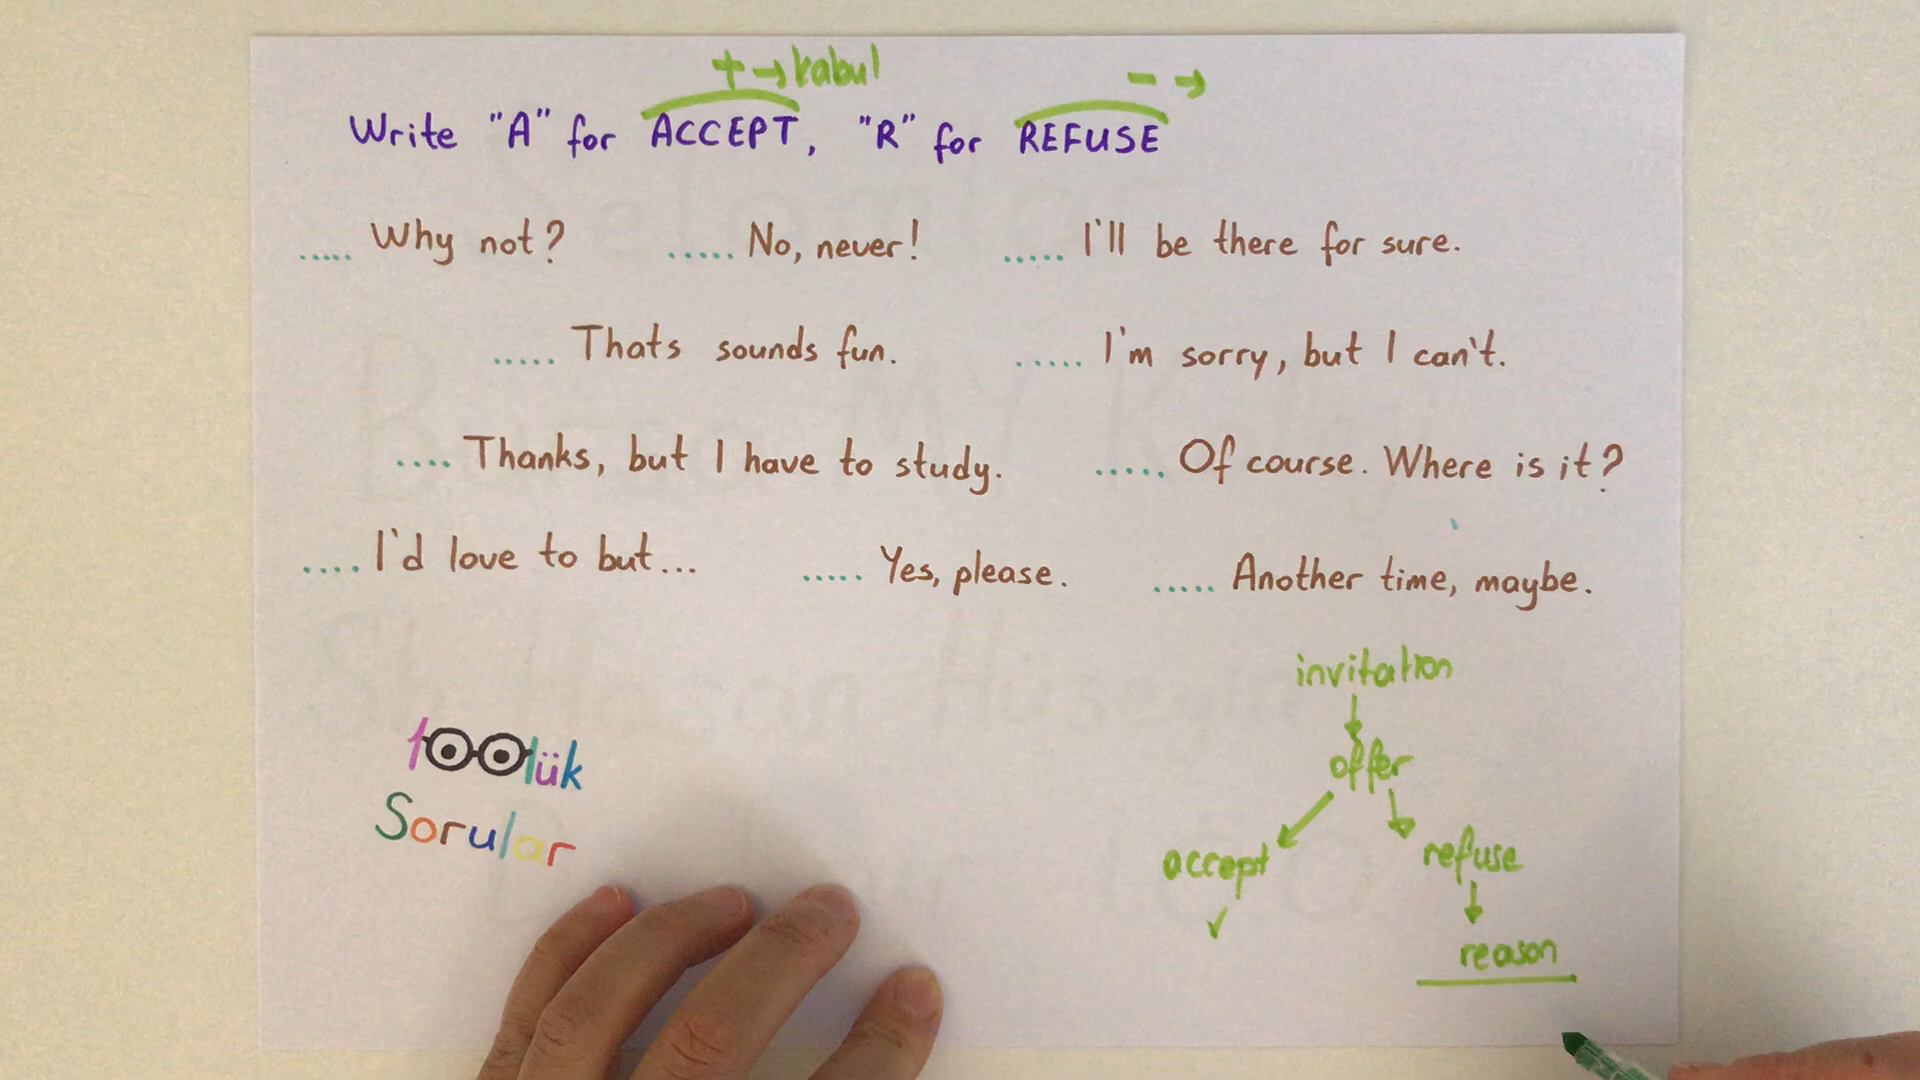 + → kabul - →
Write "A" for ACCEPT, "R" for REFUSE
..... Why not? ..... No, never! ..... I'll be there for sure.
..... Thats sounds fun. ..... I'm sorry, but I can't.
.... Thanks, but I have to study. ..... Of course. Where is it?
.... I'd love to but... ..... Yes, please. ..... Another time, maybe.
invitation
offer
accept refuse
reason
100lük
Sorular